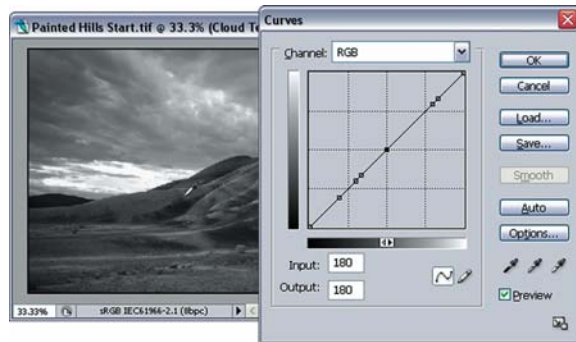 Painted Hills Start.tif @ 33.3% (Cloud Te
Curves
Channel: RGB
OK
Cancel
Load...
Save...
Smooth
Auto
Options...
Input: 180
Output: 180
Preview
33.33%
sRGB IEC61966-2.1 (8bpc)